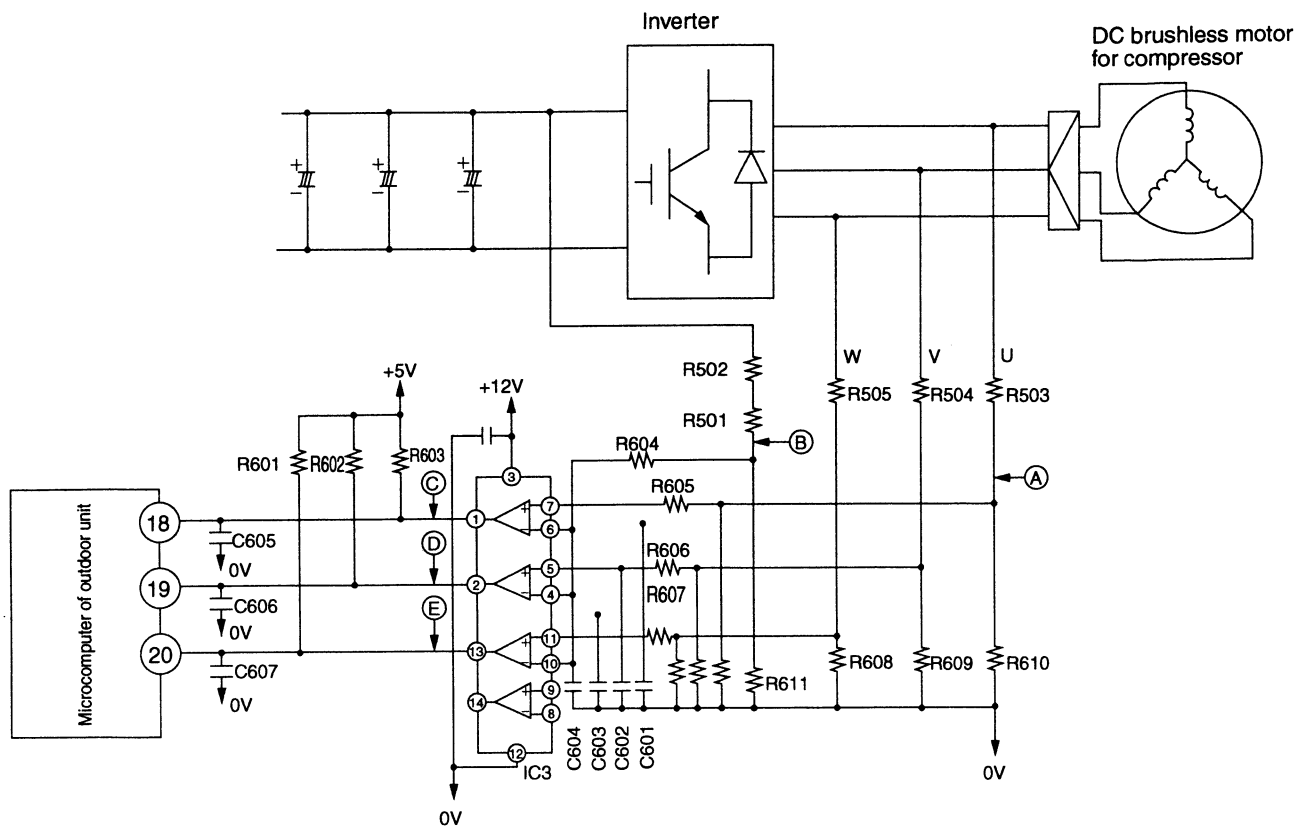 Inverter
DC brushless motor
for compressor
+
−
+
−
+
−
W
V
U
R502
R505
R504
R503
R501
B
+5V
+12V
R604
R601
R602
R603
3
A
R605
C
7
+
18
1
6
−
C605
0V
D
R606
5
+
19
2
R607
4
−
C606
0V
E
11
+
20
13
10
−
R608
R609
R610
C607
0V
R611
9
+
14
8
−
Microcomputer of outdoor unit
12
IC3
C604
C603
C602
C601
0V
0V